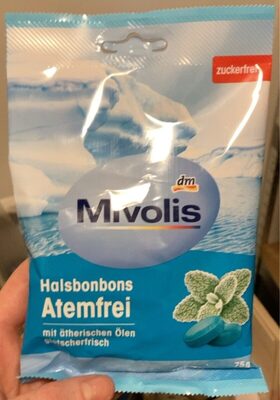 zuckerfrei
dm
Mivolis
Halsbonbons
Atemfrei
mit ätherischen Ölen
gletscherfrisch
75g